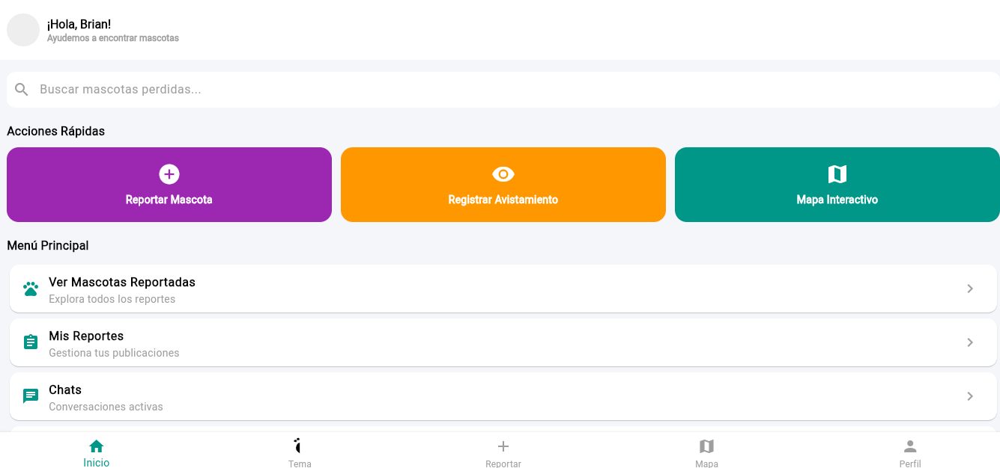 ¡Hola, Brian!
Ayudemos a encontrar mascotas
Buscar mascotas perdidas...
Acciones Rápidas
Reportar Mascota
Registrar Avistamiento
Mapa Interactivo
Menú Principal
Ver Mascotas Reportadas
Explora todos los reportes
Mis Reportes
Gestiona tus publicaciones
Chats
Conversaciones activas
Inicio
Tema
Reportar
Mapa
Perfil